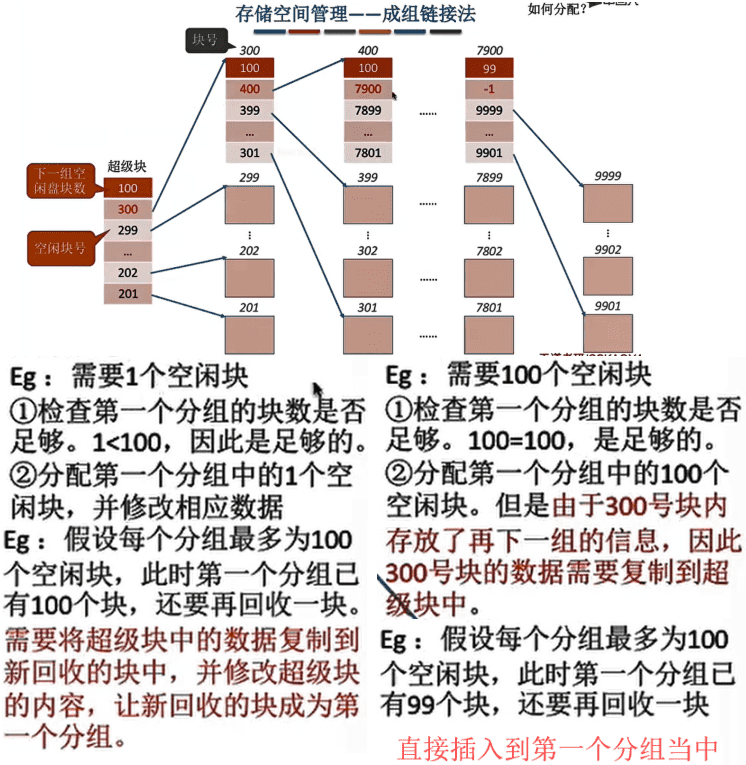 存储空间管理——成组链接法
如何分配？
块号
300
400
7900
100
100
99
400
7900
-1
399
7899
9999
...
...
......
...
301
7801
9901
超级块
下一组空
闲盘块数
空闲块号
100
300
299
...
202
201
299
399
7899
9999
......
202
302
7802
9902
......
201
301
7801
9901
......
Eg：需要1个空闲块
①检查第一个分组的块数是否
足够。1<100，因此是足够的。
②分配第一个分组中的1个空
闲块，并修改相应数据
Eg：假设每个分组最多为100
个空闲块，此时第一个分组已
有100个块，还要再回收一块。
需要将超级块中的数据复制到
新回收的块中，并修改超级块
的内容，让新回收的块成为第
一个分组。
Eg：需要100个空闲块
①检查第一个分组的块数是否
足够。100=100，是足够的。
②分配第一个分组中的100个
空闲块。但是由于300号块内
存放了再下一组的信息，因此
300号块的数据需要复制到超
级块中。
Eg：假设每个分组最多为100
个空闲块，此时第一个分组已
有99个块，还要再回收一块
直接插入到第一个分组当中